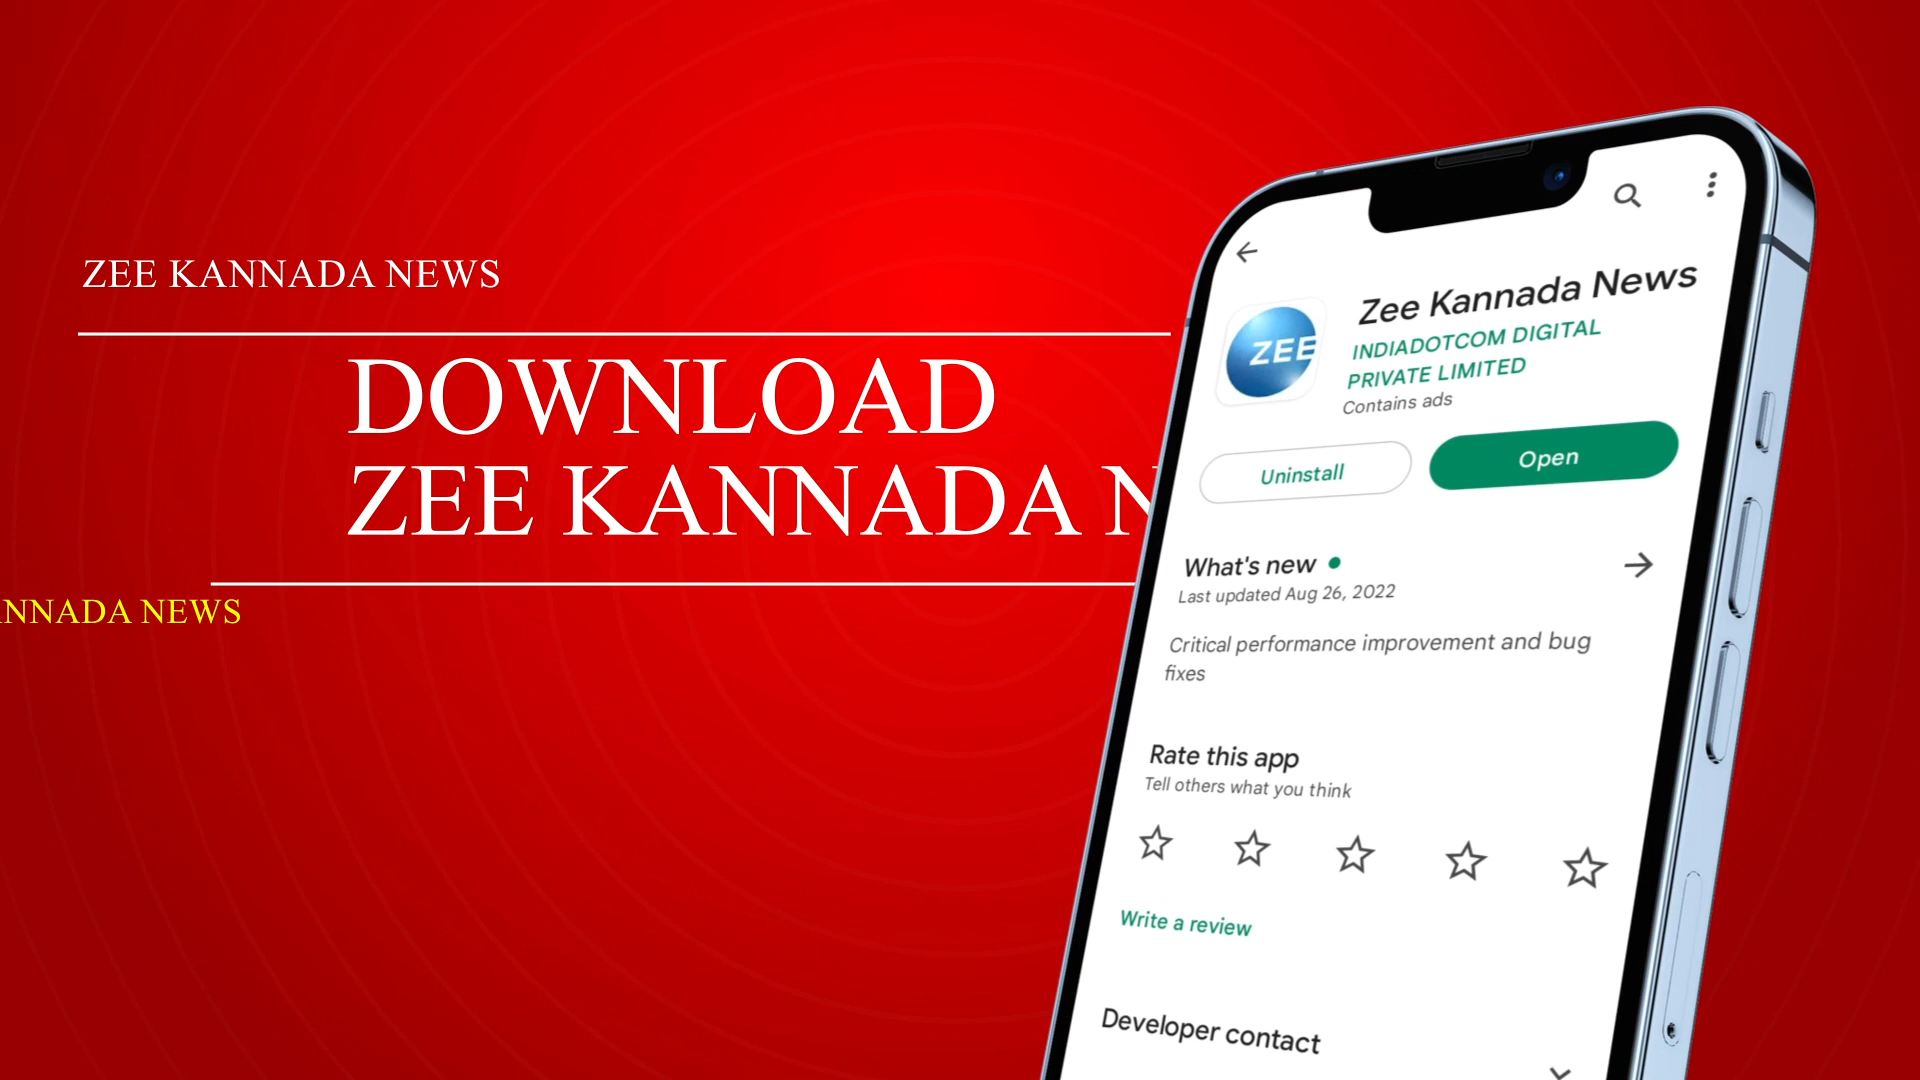 ZEE KANNADA NEWS
DOWNLOAD
ZEE KANNADA N
NNADA NEWS
Zee Kannada News
INDIADOTCOM DIGITAL
PRIVATE LIMITED
Contains ads
ZEE
Uninstall
Open
What's new
Last updated Aug 26, 2022
Critical performance improvement and bug
fixes
Rate this app
Tell others what you think
Write a review
Developer contact